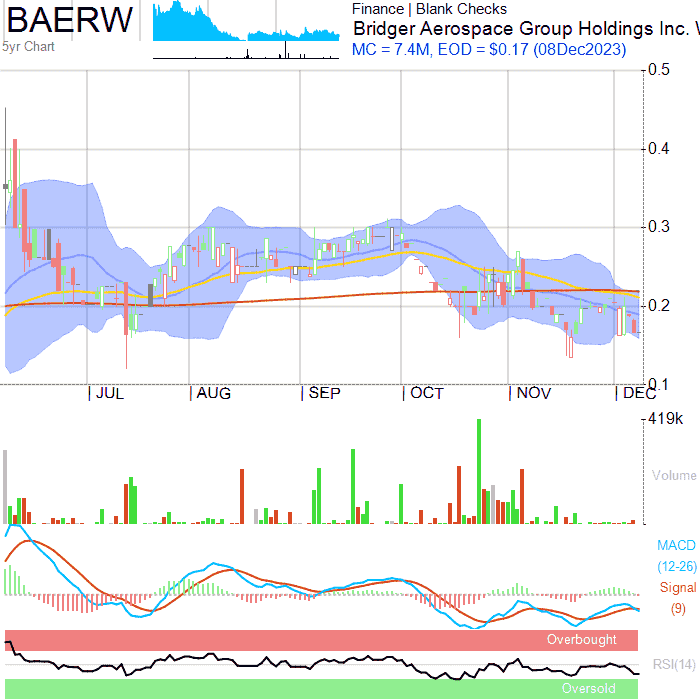 BAERW
5yr Chart
Finance | Blank Checks
Bridger Aerospace Group Holdings Inc. W
MC = 7.4M, EOD = $0.17 (08Dec2023)
0.5
0.4
0.3
0.2
0.1
JUL AUG SEP OCT NOV DEC
419k
Volume
MACD
(12-26)
Signal
(9)
Overbought
RSI(14)
Oversold